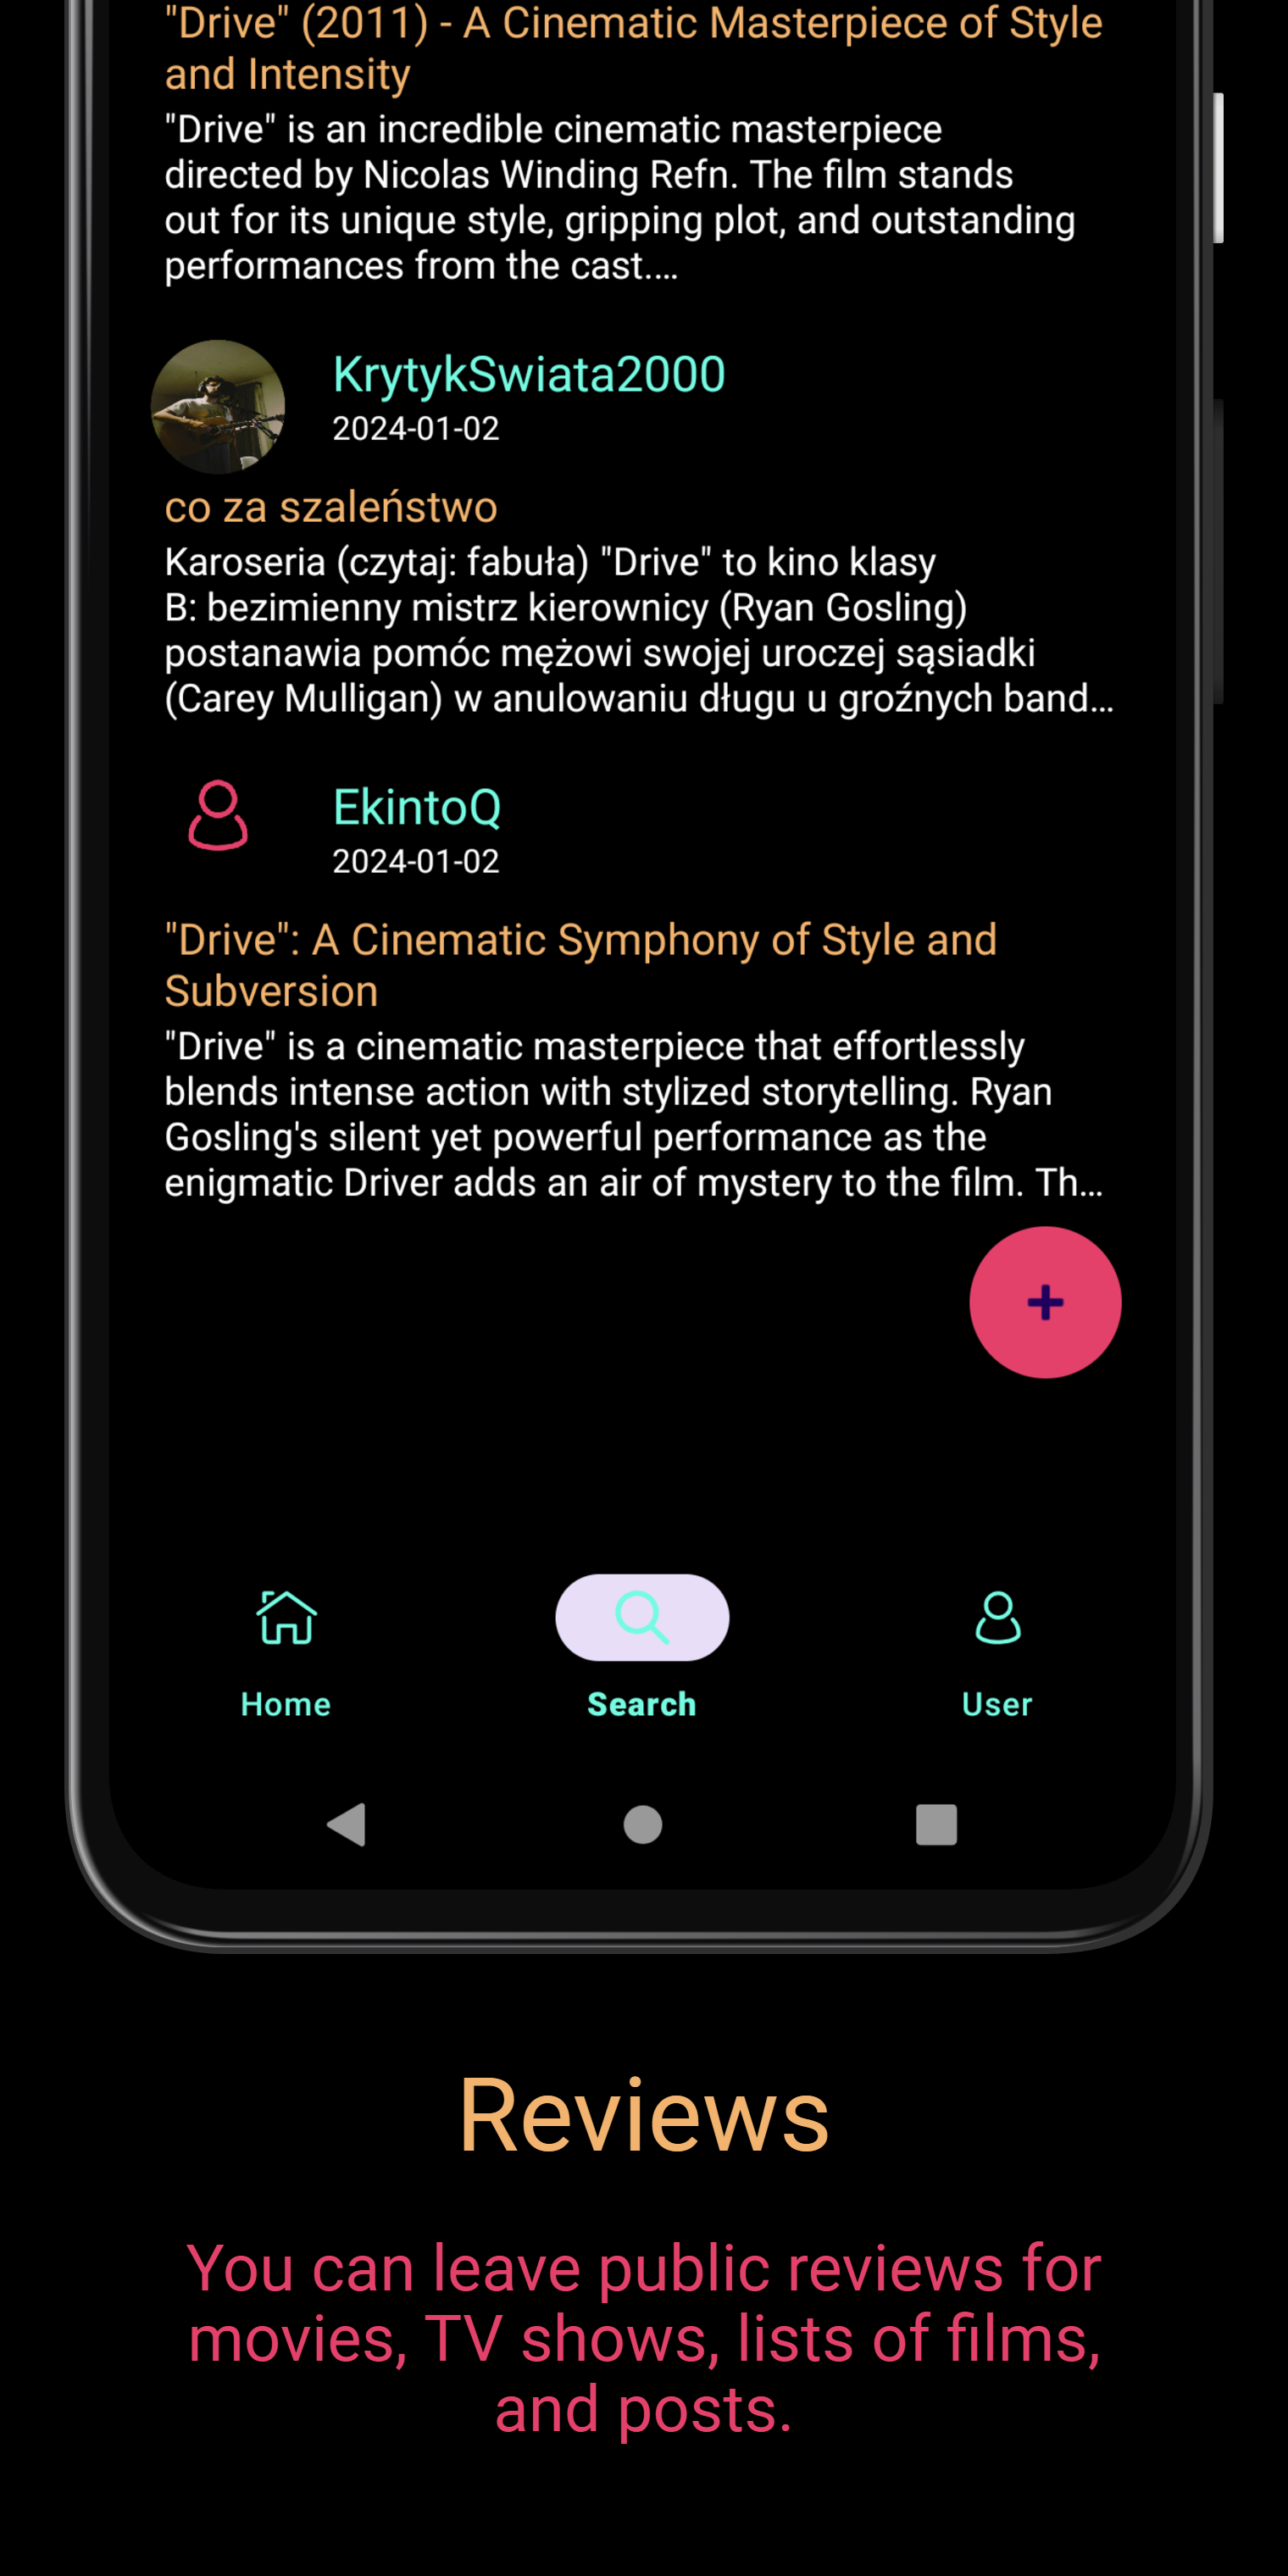 "Drive" (2011) - A Cinematic Masterpiece of Style
and Intensity
"Drive" is an incredible cinematic masterpiece
directed by Nicolas Winding Refn. The film stands
out for its unique style, gripping plot, and outstanding
performances from the cast.…
KrytykSwiata2000
2024-01-02
co za szaleństwo
Karoseria (czytaj: fabuła) "Drive" to kino klasy
B: bezimienny mistrz kierownicy (Ryan Gosling)
postanawia pomóc mężowi swojej uroczej sąsiadki
(Carey Mulligan) w anulowaniu długu u groźnych band…
EkintoQ
2024-01-02
"Drive": A Cinematic Symphony of Style and
Subversion
"Drive" is a cinematic masterpiece that effortlessly
blends intense action with stylized storytelling. Ryan
Gosling's silent yet powerful performance as the
enigmatic Driver adds an air of mystery to the film. Th…
Home
Search
User
Reviews
You can leave public reviews for
movies, TV shows, lists of films,
and posts.